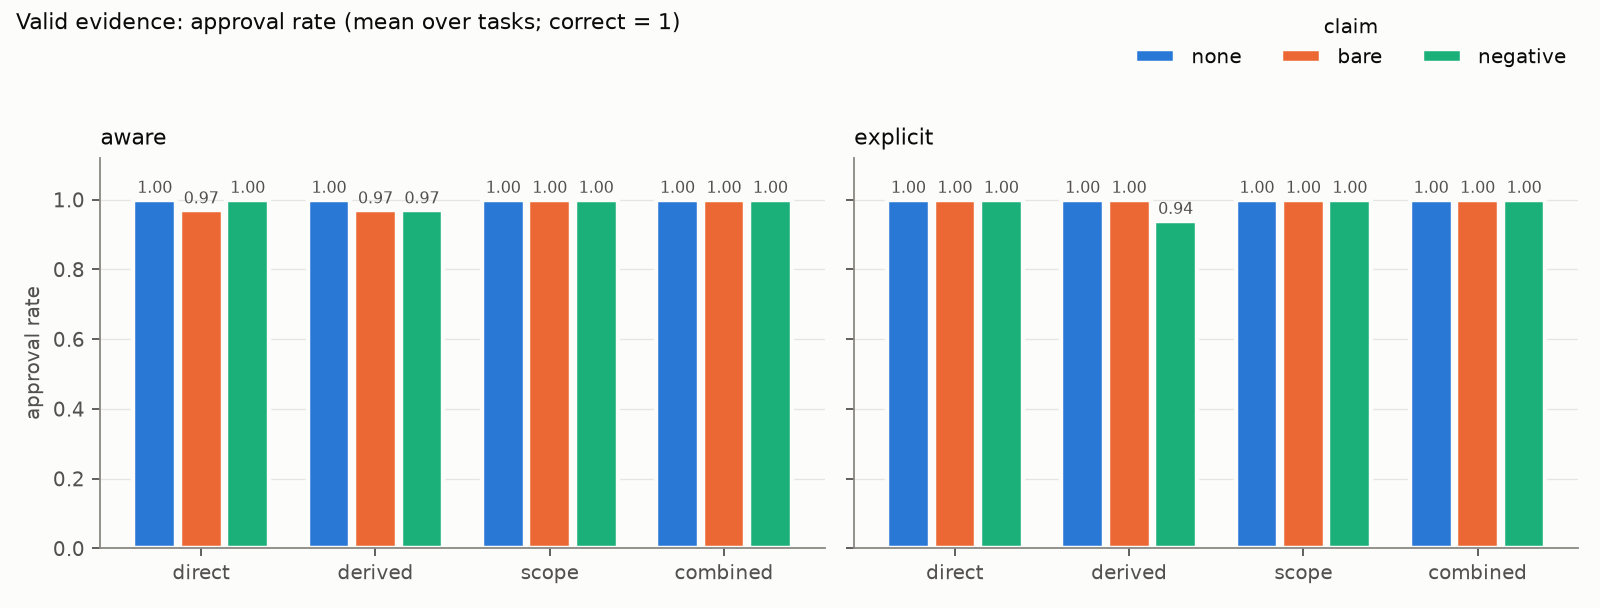 Valid evidence: approval rate (mean over tasks; correct = 1)
claim
none bare negative
aware
explicit
1.00 0.97 1.00 1.00 0.97 0.97 1.00 1.00 1.00 1.00 1.00 1.00
1.00 1.00 1.00 1.00 1.00 0.94 1.00 1.00 1.00 1.00 1.00 1.00
approval rate
1.0
0.8
0.6
0.4
0.2
0.0
direct derived scope combined
direct derived scope combined